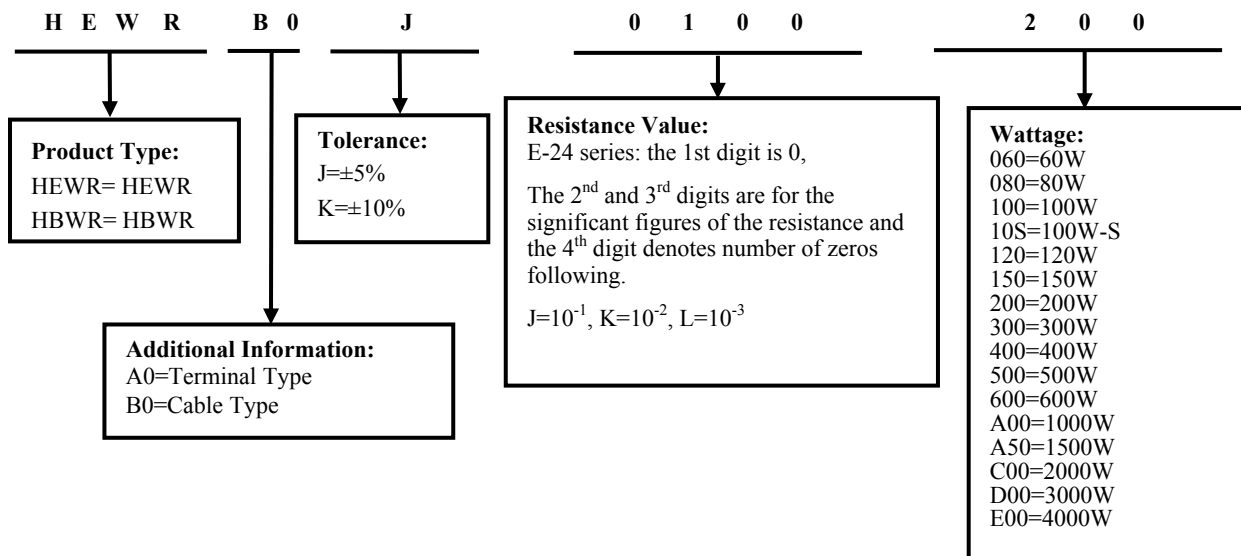 H E W R B 0 J 0 1 0 0 2 0 0
Product Type:
HEWR= HEWR
HBWR= HBWR
Additional Information:
A0=Terminal Type
B0=Cable Type
Tolerance:
J=±5%
K=±10%
Resistance Value:
E-24 series: the 1st digit is 0,
The 2nd and 3rd digits are for the
significant figures of the resistance and
the 4th digit denotes number of zeros
following.
J=10-1, K=10-2, L=10-3
Wattage:
060=60W
080=80W
100=100W
10S=100W-S
120=120W
150=150W
200=200W
300=300W
400=400W
500=500W
600=600W
A00=1000W
A50=1500W
C00=2000W
D00=3000W
E00=4000W